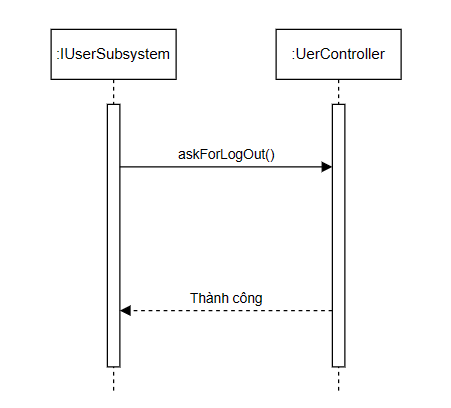 :IUserSubsystem
:UerController
askForLogOut()
Thành công